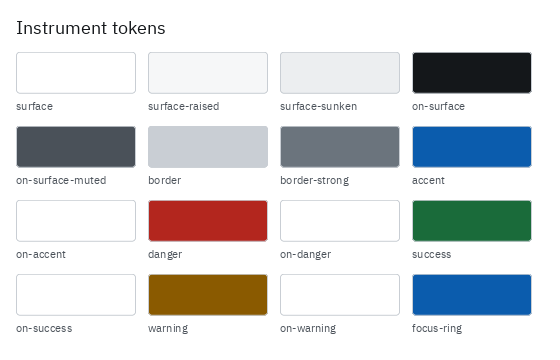 Instrument tokens
surface
surface-raised
surface-sunken
on-surface
on-surface-muted
border
border-strong
accent
on-accent
danger
on-danger
success
on-success
warning
on-warning
focus-ring